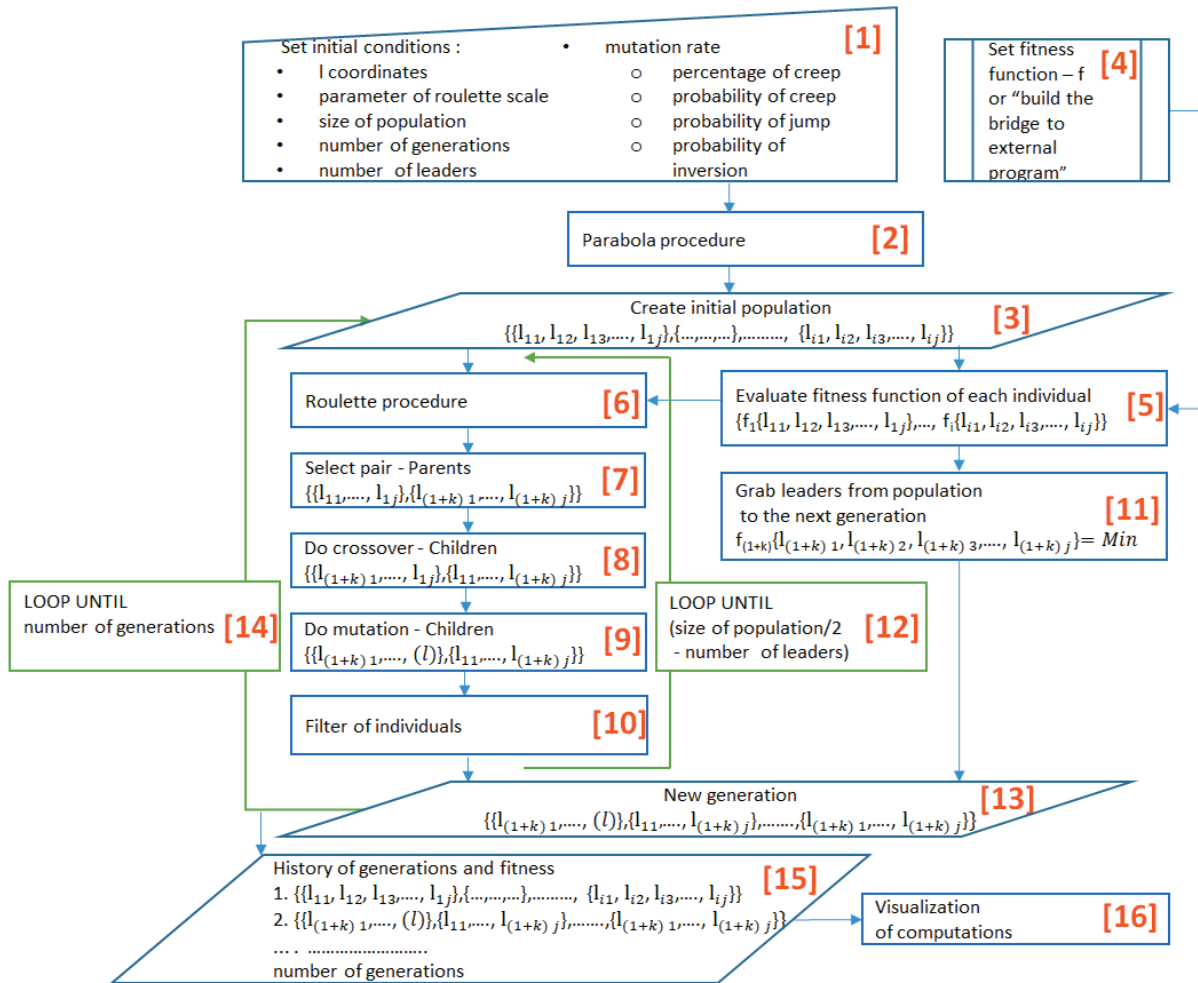 Set initial conditions :
• l coordinates
• parameter of roulette scale
• size of population
• number of generations
• number of leaders
• mutation rate
o percentage of creep
o probability of creep
o probability of jump
o probability of
inversion
[1]
Set fitness
function – f
or “build the
bridge to
external
program”
[4]
Parabola procedure [2]
Create initial population
{{l₁₁, l₁₂, l₁₃,...., l₁ⱼ},{...,...,...},........., {lᵢ₁, lᵢ₂, lᵢ₃,...., lᵢⱼ}}
[3]
Roulette procedure [6]
Evaluate fitness function of each individual
{f₁{l₁₁, l₁₂, l₁₃,...., l₁ⱼ},..., fᵢ{lᵢ₁, lᵢ₂, lᵢ₃,...., lᵢⱼ}}
[5]
Select pair - Parents
{{l₁₁,...., l₁ⱼ},{l₍₁₊ₖ₎ ₁,..., l₍₁₊ₖ₎ ⱼ}}
[7]
Grab leaders from population
to the next generation
f₍₁₊ₖ₎{l₍₁₊ₖ₎ ₁, l₍₁₊ₖ₎ ₂, l₍₁₊ₖ₎ ₃,...., l₍₁₊ₖ₎ ⱼ}= Min
[11]
Do crossover - Children
{{l₍₁₊ₖ₎ ₁,...., l₁ⱼ},{l₁₁,...., l₍₁₊ₖ₎ ⱼ}}
[8]
LOOP UNTIL
number of generations
[14]
Do mutation - Children
{{l₍₁₊ₖ₎ ₁,...., (l)},{l₁₁,...., l₍₁₊ₖ₎ ⱼ}}
[9]
LOOP UNTIL
(size of population/2
- number of leaders)
[12]
Filter of individuals [10]
New generation
{{l₍₁₊ₖ₎ ₁,...., (l)},{l₁₁,...., l₍₁₊ₖ₎ ⱼ},.......,{l₍₁₊ₖ₎ ₁,...., l₍₁₊ₖ₎ ⱼ}}
[13]
History of generations and fitness
1. {{l₁₁, l₁₂, l₁₃,...., l₁ⱼ},{...,...,...},........., {lᵢ₁, lᵢ₂, lᵢ₃,...., lᵢⱼ}}
2. {{l₍₁₊ₖ₎ ₁,...., (l)},{l₁₁,...., l₍₁₊ₖ₎ ⱼ},.......,{l₍₁₊ₖ₎ ₁,...., l₍₁₊ₖ₎ ⱼ}}
.... . ..........................
number of generations
[15]
Visualization
of computations
[16]